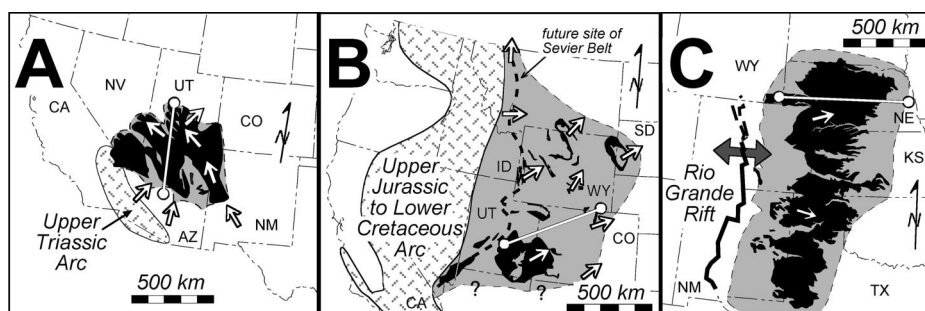 A
CA
NV
UT
CO
N
Upper
Triassic
Arc
AZ
NM
500 km
B
future site of
Sevier Belt
N
SD
ID
WY
Upper
Jurassic
to Lower
Cretaceous
Arc
UT
CO
CA
? ?
500 km
C
500 km
WY
N
NE
KS
Rio
Grande
Rift
N
NM
TX